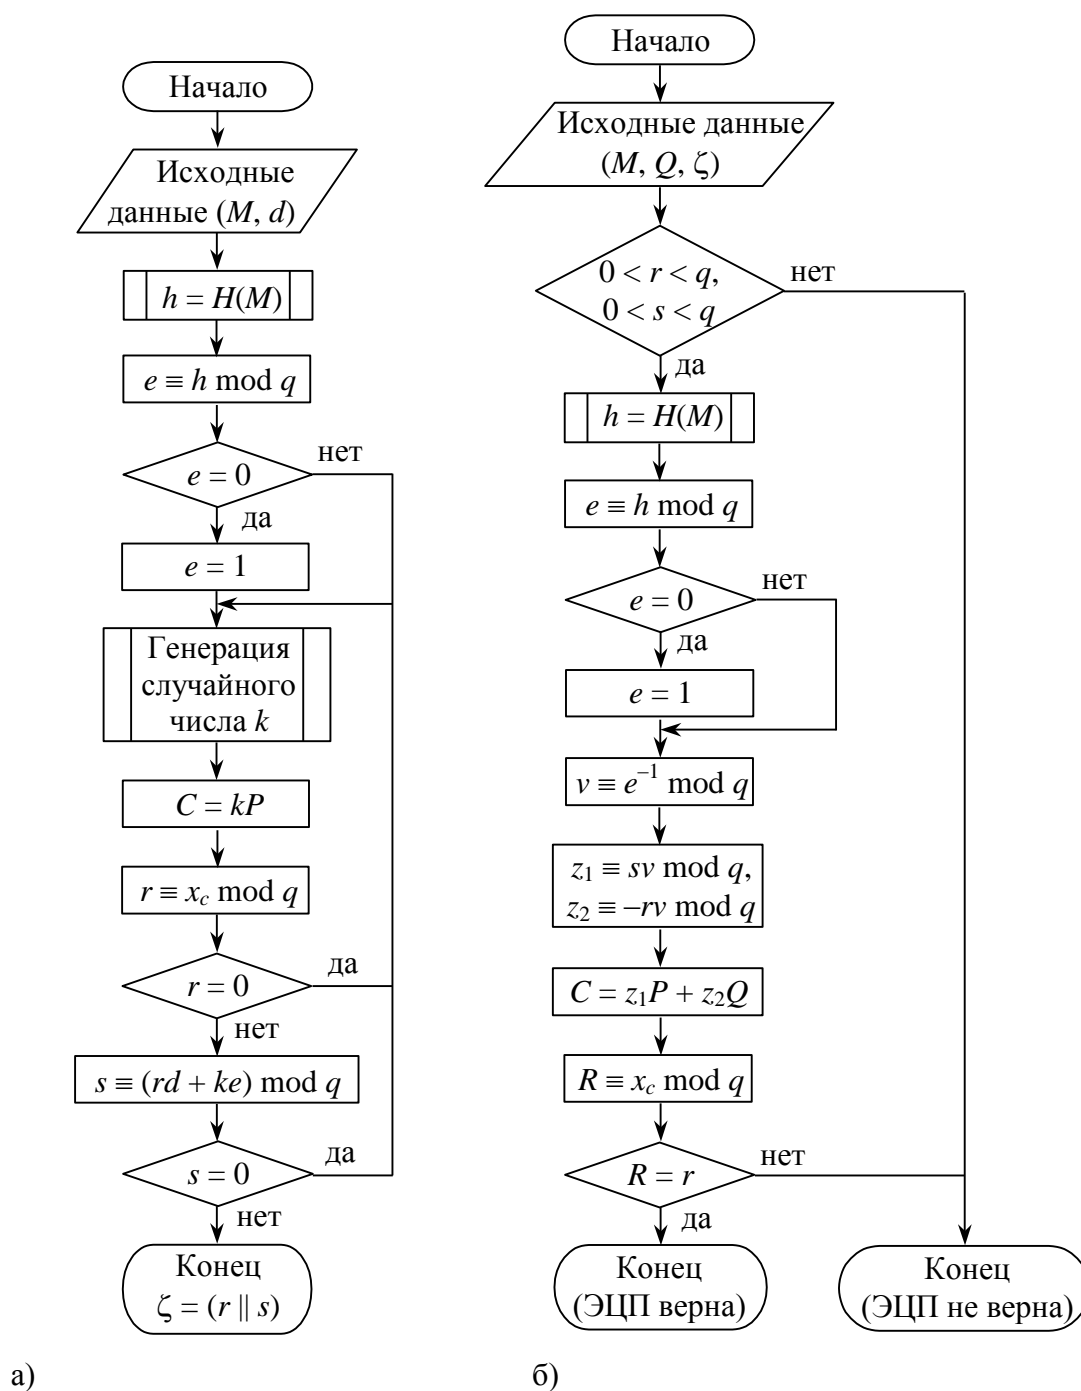 Начало
Исходные
данные (M, d)
h = H(M)
e ≡ h mod q
e = 0
нет
да
e = 1
Генерация
случайного
числа k
C = kP
r ≡ x_c mod q
r = 0
да
нет
s ≡ (rd + ke) mod q
s = 0
да
нет
Конец
ζ = (r || s)
а)
Начало
Исходные данные
(M, Q, ζ)
0 < r < q,
0 < s < q
нет
да
h = H(M)
e ≡ h mod q
e = 0
нет
да
e = 1
v ≡ e⁻¹ mod q
z₁ ≡ sv mod q,
z₂ ≡ –rv mod q
C = z₁P + z₂Q
R ≡ x_c mod q
R = r
нет
да
Конец
(ЭЦП верна)
Конец
(ЭЦП не верна)
б)